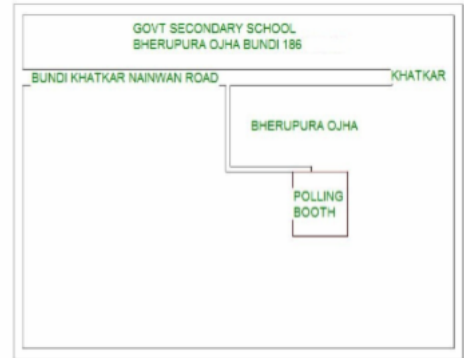 GOVT SECONDARY SCHOOL
BHERUPURA OJHA BUNDI 186
BUNDI KHATKAR NAINWAN ROAD
KHATKAR
BHERUPURA OJHA
POLLING
BOOTH